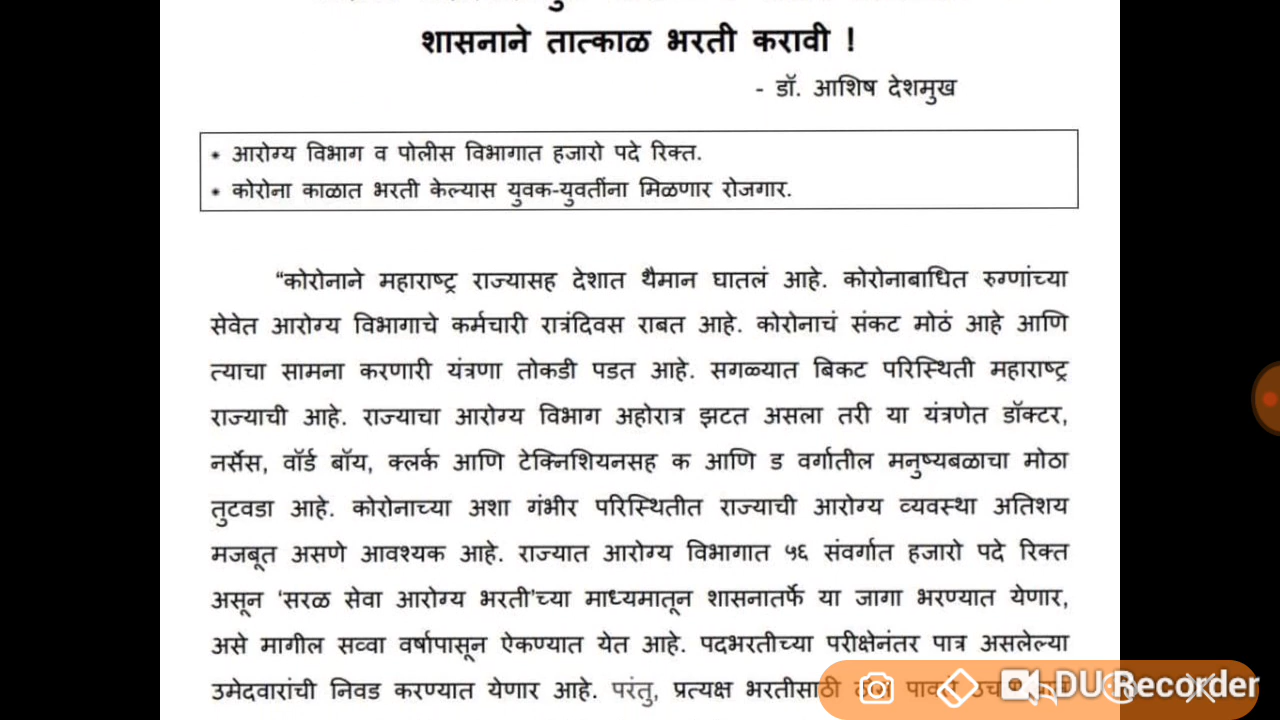 शासनाने तात्काळ भरती करावी !
- डॉ. आशिष देशमुख
* आरोग्य विभाग व पोलीस विभागात हजारो पदे रिक्त.
* कोरोना काळात भरती केल्यास युवक-युवतींना मिळणार रोजगार.
“कोरोनाने महाराष्ट्र राज्यासह देशात थैमान घातलं आहे. कोरोनाबाधित रुग्णांच्या
सेवेत आरोग्य विभागाचे कर्मचारी रात्रंदिवस राबत आहे. कोरोनाचं संकट मोठं आहे आणि
त्याचा सामना करणारी यंत्रणा तोकडी पडत आहे. सगळ्यात बिकट परिस्थिती महाराष्ट्र
राज्याची आहे. राज्याचा आरोग्य विभाग अहोरात्र झटत असला तरी या यंत्रणेत डॉक्टर,
नर्सेस, वॉर्ड बॉय, क्लर्क आणि टेक्निशियनसह क आणि ड वर्गातील मनुष्यबळाचा मोठा
तुटवडा आहे. कोरोनाच्या अशा गंभीर परिस्थितीत राज्याची आरोग्य व्यवस्था अतिशय
मजबूत असणे आवश्यक आहे. राज्यात आरोग्य विभागात ५६ संवर्गात हजारो पदे रिक्त
असून ‘सरळ सेवा आरोग्य भरती’च्या माध्यमातून शासनातर्फे या जागा भरण्यात येणार,
असे मागील सव्वा वर्षापासून ऐकण्यात येत आहे. पदभरतीच्या परीक्षेनंतर पात्र असलेल्या
उमेदवारांची निवड करण्यात येणार आहे. परंतु, प्रत्यक्ष भरतीसाठी
DU Recorder